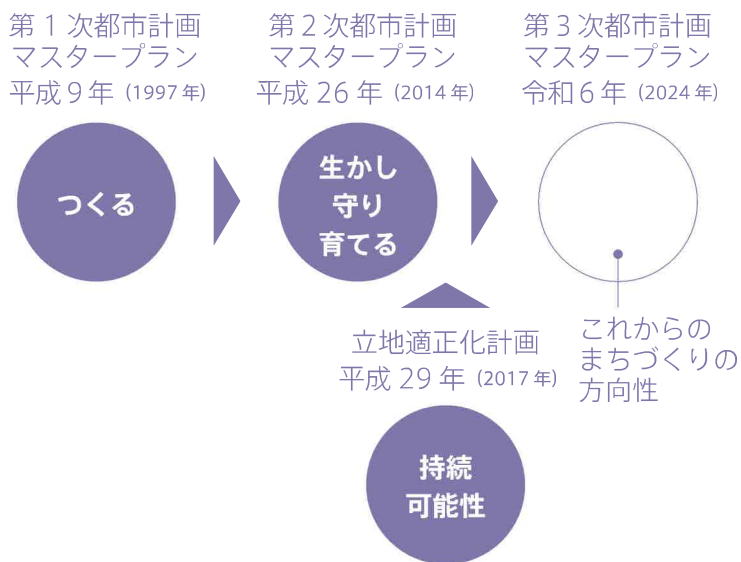 第1次都市計画
マスタープラン
平成9年（1997年）
つくる
第2次都市計画
マスタープラン
平成26年（2014年）
生かし
守り
育てる
第3次都市計画
マスタープラン
令和6年（2024年）
これからの
まちづくりの
方向性
立地適正化計画
平成29年（2017年）
持続
可能性